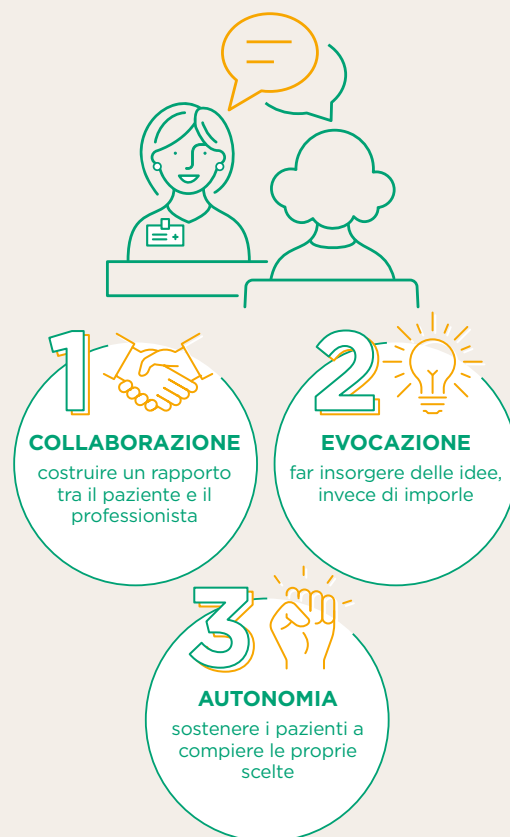 1
COLLABORAZIONE
costruire un rapporto
tra il paziente e il
professionista
2
EVOCAZIONE
far insorgere delle idee,
invece di imporle
3
AUTONOMIA
sostenere i pazienti a
compiere le proprie
scelte